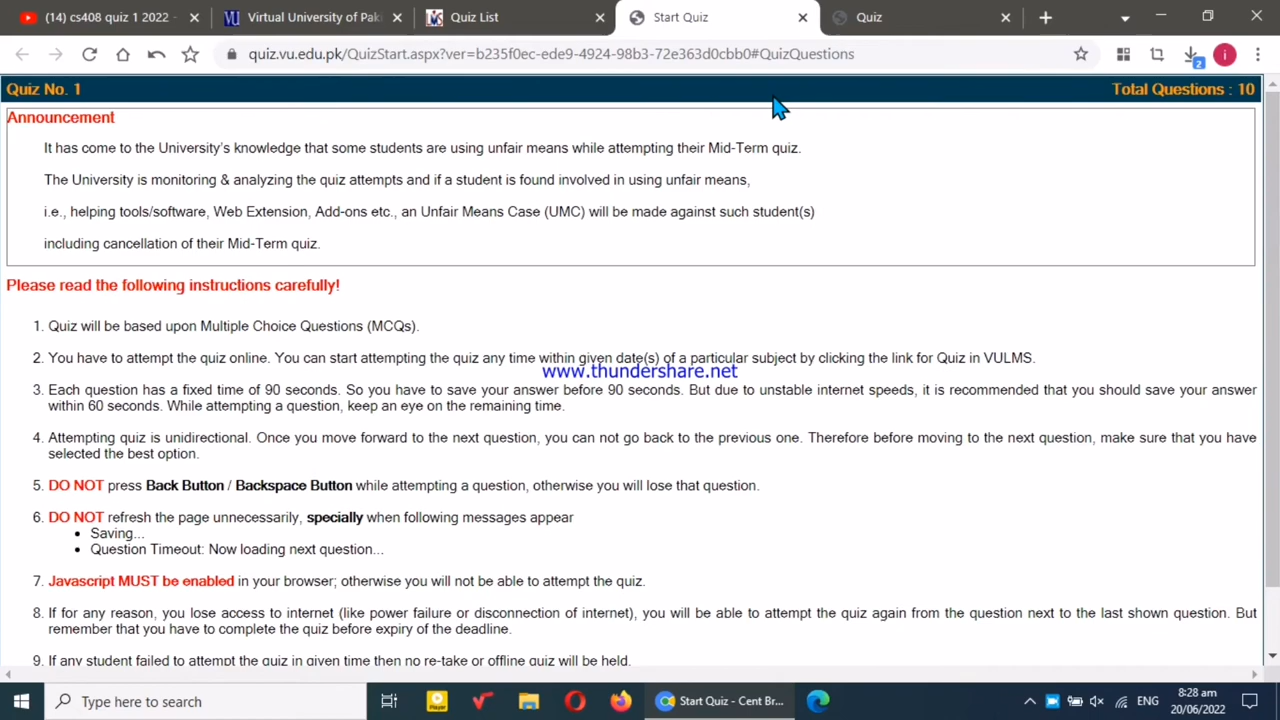 (14) cs408 quiz 1 2022 -
Virtual University of Pak
Quiz List
Start Quiz
Quiz
quiz.vu.edu.pk/QuizStart.aspx?ver=b235f0ec-ede9-4924-98b3-72e363d0cbb0#QuizQuestions
2
i
Quiz No. 1
Total Questions : 10
Announcement
It has come to the University's knowledge that some students are using unfair means while attempting their Mid-Term quiz.
The University is monitoring & analyzing the quiz attempts and if a student is found involved in using unfair means,
i.e., helping tools/software, Web Extension, Add-ons etc., an Unfair Means Case (UMC) will be made against such student(s)
including cancellation of their Mid-Term quiz.
Please read the following instructions carefully!
1. Quiz will be based upon Multiple Choice Questions (MCQs).
2. You have to attempt the quiz online. You can start attempting the quiz any time within given date(s) of a particular subject by clicking the link for Quiz in VULMS.
www.thundershare.net
3. Each question has a fixed time of 90 seconds. So you have to save your answer before 90 seconds. But due to unstable internet speeds, it is recommended that you should save your answer
within 60 seconds. While attempting a question, keep an eye on the remaining time.
4. Attempting quiz is unidirectional. Once you move forward to the next question, you can not go back to the previous one. Therefore before moving to the next question, make sure that you have
selected the best option.
5. DO NOT press Back Button / Backspace Button while attempting a question, otherwise you will lose that question.
6. DO NOT refresh the page unnecessarily, specially when following messages appear
• Saving...
• Question Timeout: Now loading next question...
7. Javascript MUST be enabled in your browser; otherwise you will not be able to attempt the quiz.
8. If for any reason, you lose access to internet (like power failure or disconnection of internet), you will be able to attempt the quiz again from the question next to the last shown question. But
remember that you have to complete the quiz before expiry of the deadline.
9. If any student failed to attempt the quiz in given time then no re-take or offline quiz will be held.
Type here to search
Player
Start Quiz - Cent Br...
ENG
8:28 am
20/06/2022